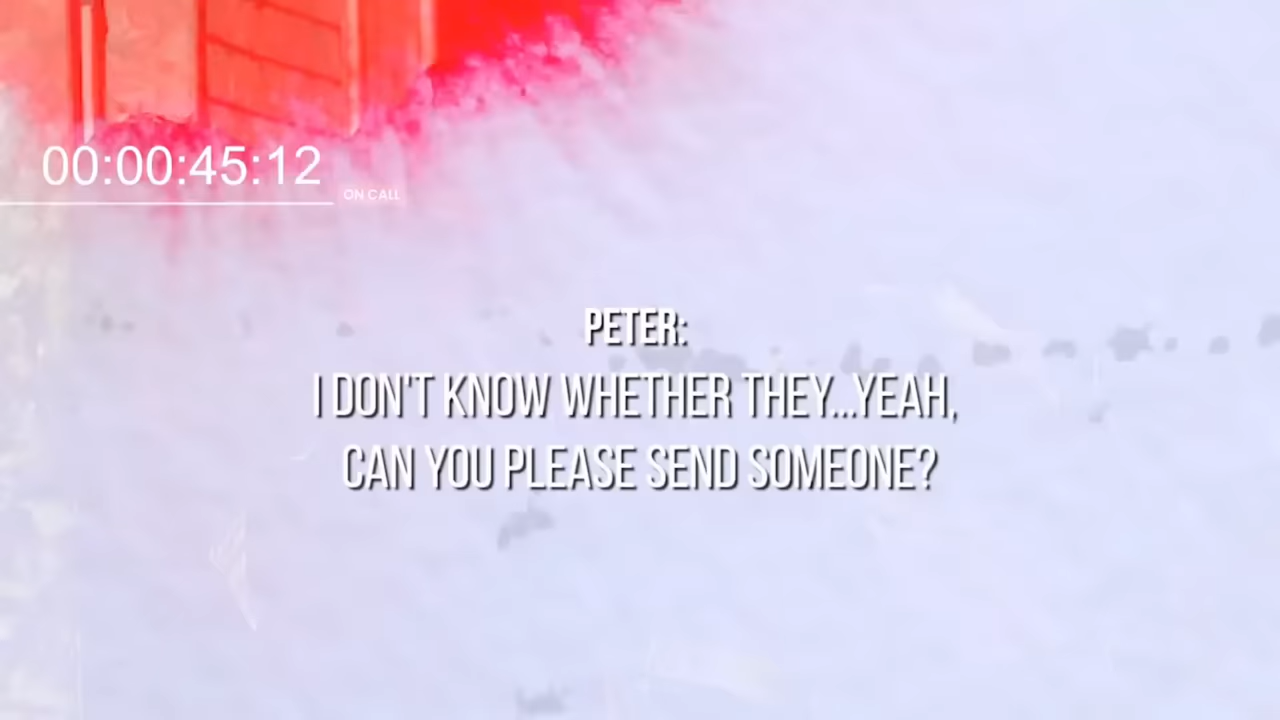 00:00:45:12
ON CALL
PETER:
I DON'T KNOW WHETHER THEY...YEAH,
CAN YOU PLEASE SEND SOMEONE?